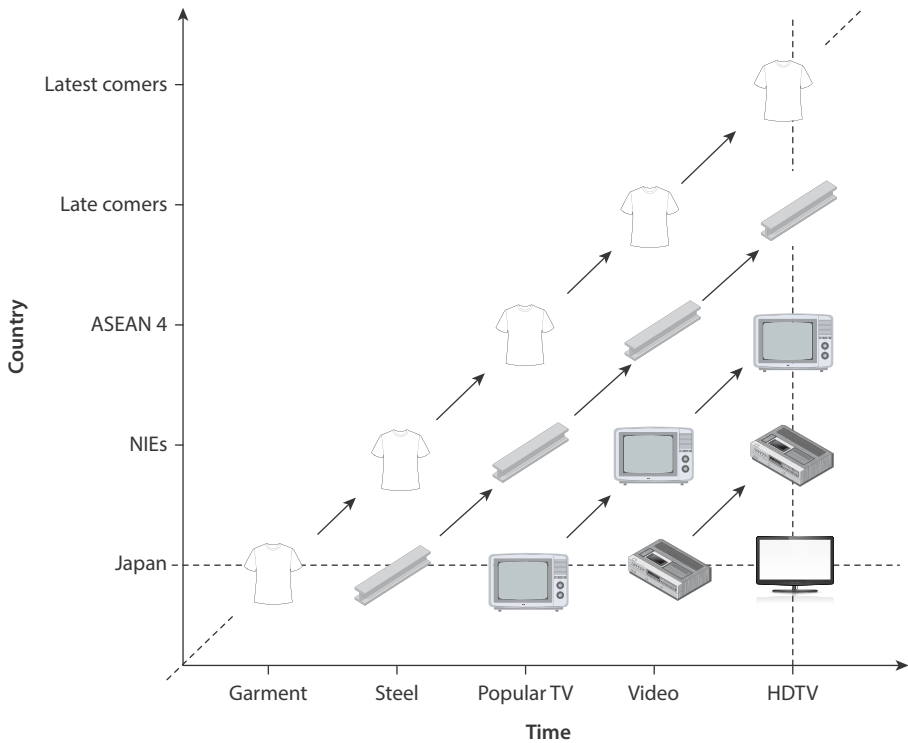 Latest comers
Late comers
ASEAN 4
NIEs
Japan
Country
Garment
Steel
Popular TV
Video
HDTV
Time